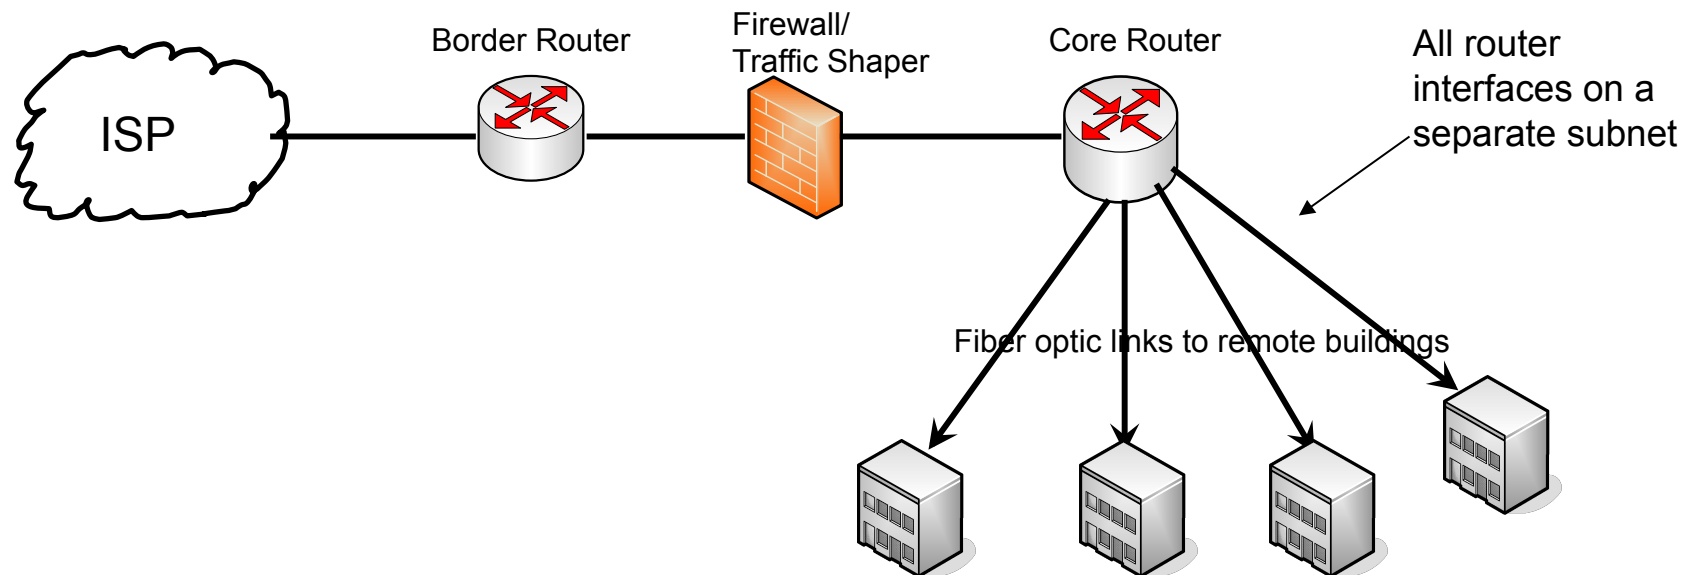 ISP
Border Router
Firewall/
Traffic Shaper
Core Router
All router
interfaces on a
separate subnet
Fiber optic links to remote buildings